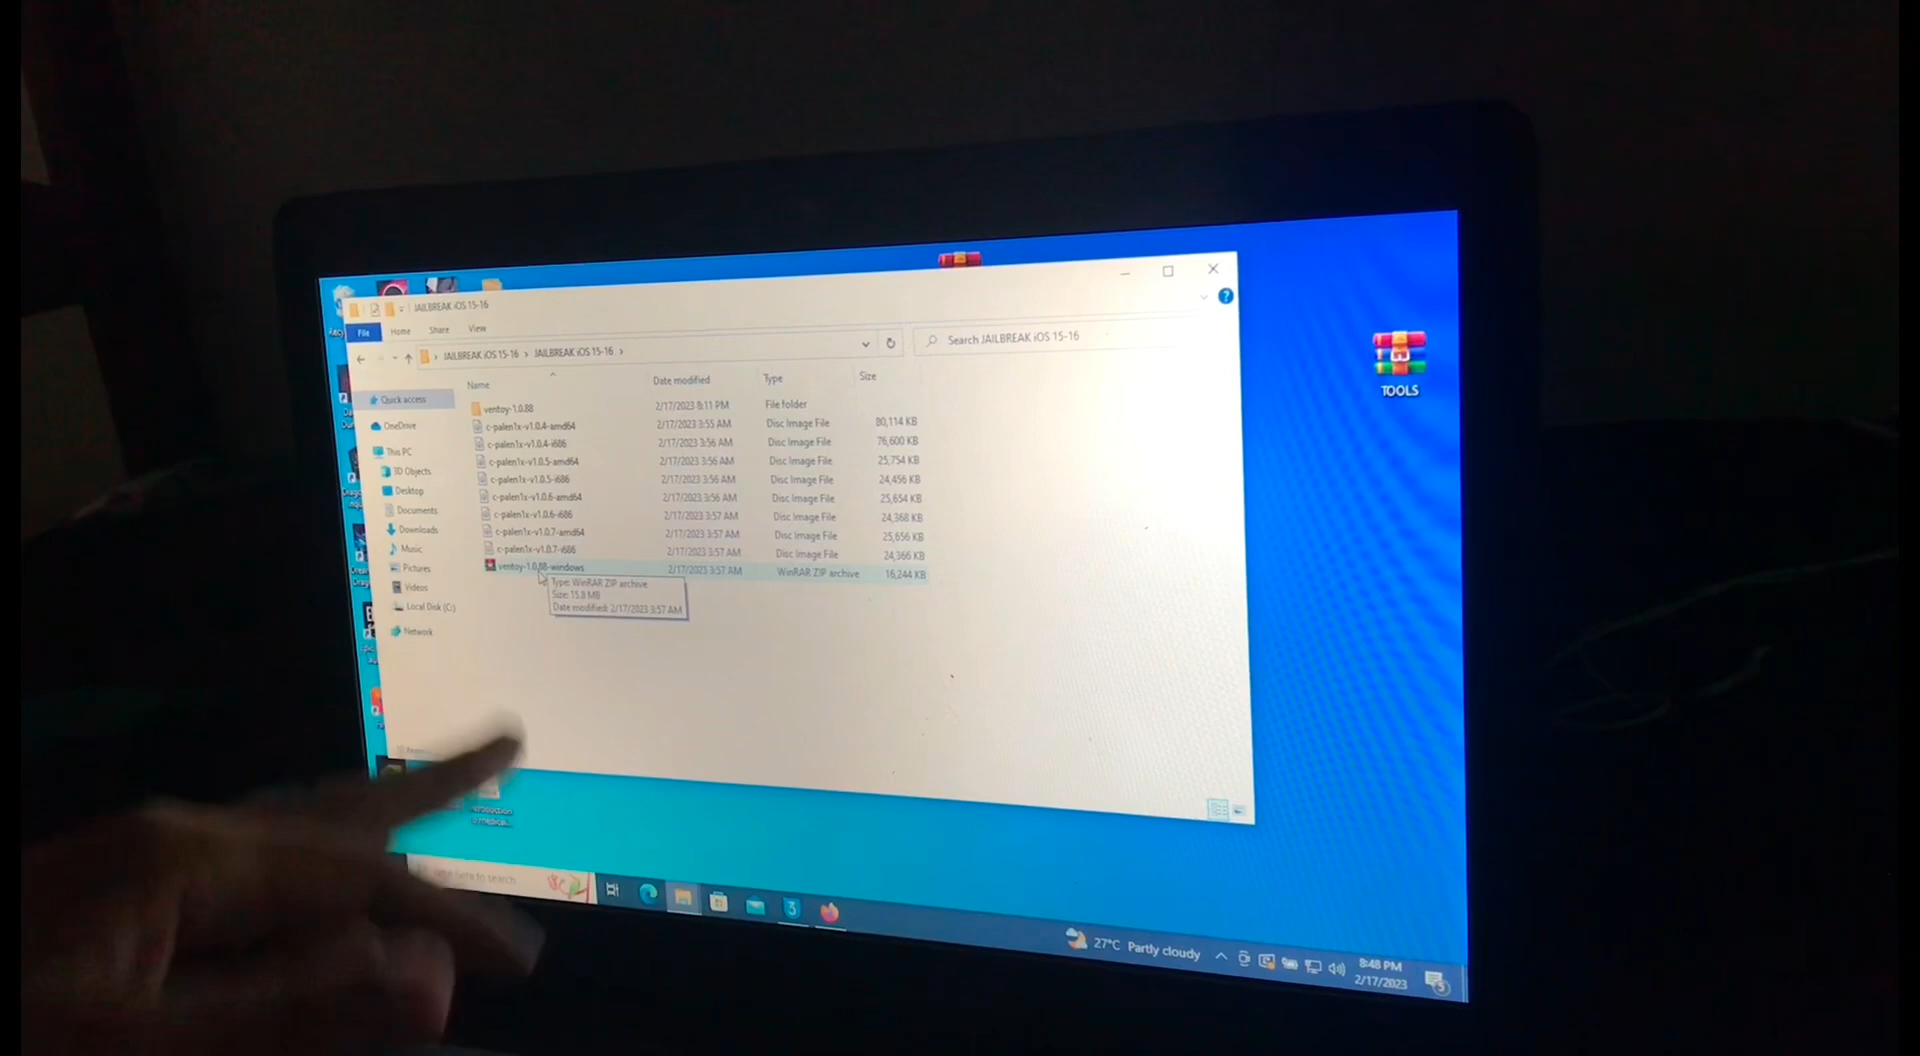 JAILBREAK iOS 15-16
File Home Share View
JAILBREAK iOS 15-16 › JAILBREAK iOS 15-16 ›
Search JAILBREAK iOS 15-16
Name Date modified Type Size
Quick access
OneDrive
This PC
3D Objects
Desktop
Documents
Downloads
Music
Pictures
Videos
Local Disk (C:)
Network
ventoy-1.0.88 2/17/2023 8:11 PM File folder
c-palen1x-v1.0.4-amd64 2/17/2023 3:55 AM Disc Image File 80,114 KB
c-palen1x-v1.0.4-i686 2/17/2023 3:56 AM Disc Image File 76,600 KB
c-palen1x-v1.0.5-amd64 2/17/2023 3:56 AM Disc Image File 25,754 KB
c-palen1x-v1.0.5-i686 2/17/2023 3:56 AM Disc Image File 24,456 KB
c-palen1x-v1.0.6-amd64 2/17/2023 3:56 AM Disc Image File 25,654 KB
c-palen1x-v1.0.6-i686 2/17/2023 3:57 AM Disc Image File 24,368 KB
c-palen1x-v1.0.7-amd64 2/17/2023 3:57 AM Disc Image File 25,656 KB
c-palen1x-v1.0.7-i686 2/17/2023 3:57 AM Disc Image File 24,366 KB
ventoy-1.0.88-windows 2/17/2023 3:57 AM WinRAR ZIP archive 16,244 KB
Type: WinRAR ZIP archive
Size: 15.8 MB
Date modified: 2/17/2023 3:57 AM
TOOLS
here to search
27°C Partly cloudy
8:48 PM
2/17/2023
5